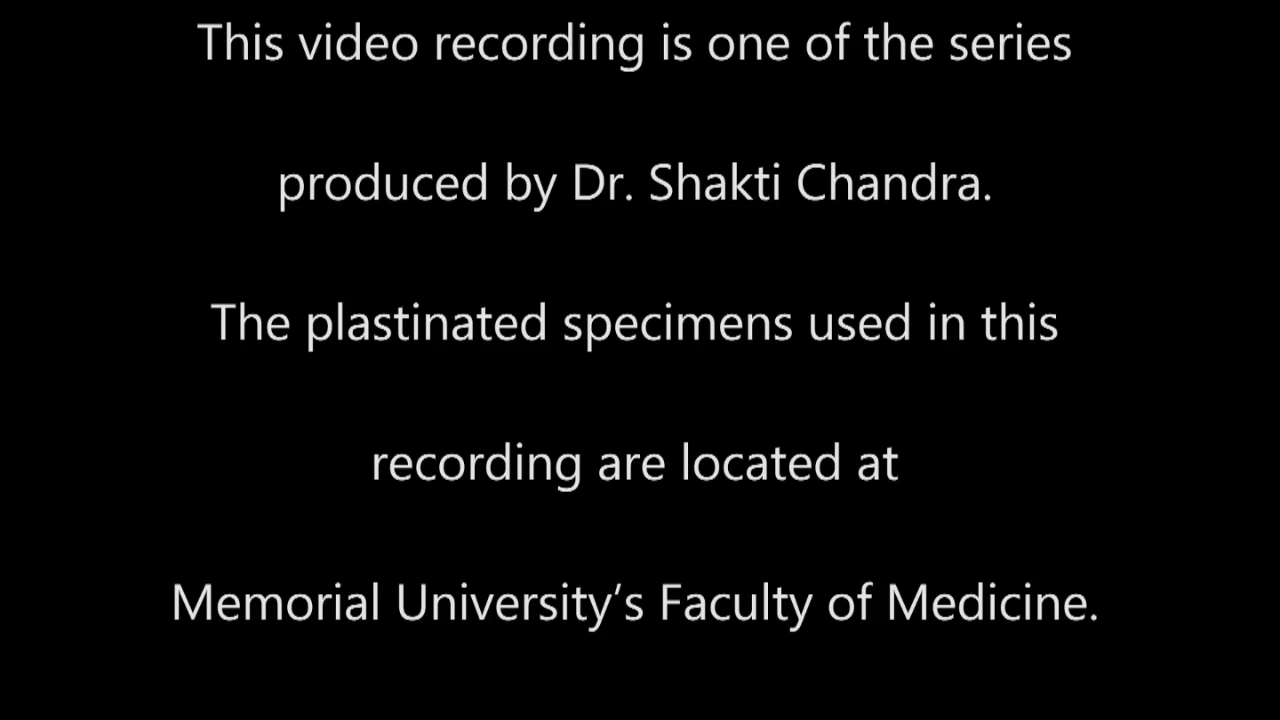 This video recording is one of the series
produced by Dr. Shakti Chandra.
The plastinated specimens used in this
recording are located at
Memorial University’s Faculty of Medicine.